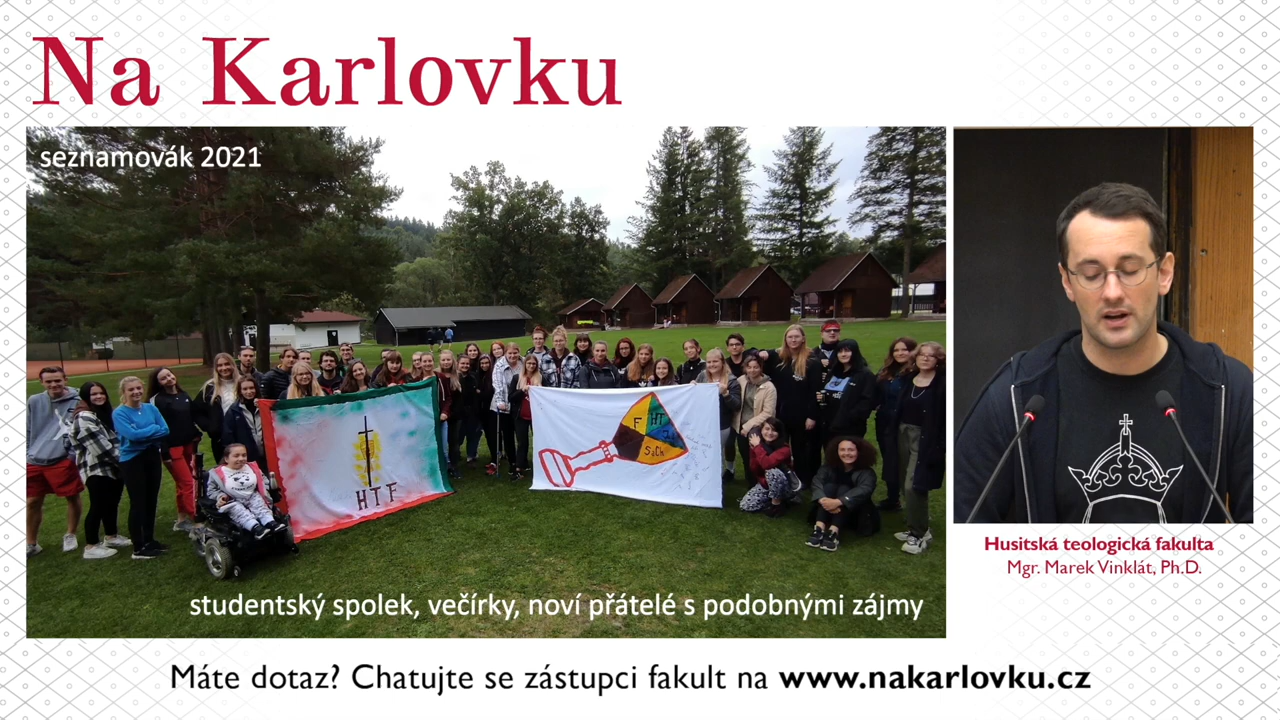 Na Karlovku
seznamovák 2021
HTF
F HT
studentský spolek, večírky, noví přátelé s podobnými zájmy
Husitská teologická fakulta
Mgr. Marek Vinklát, Ph.D.
Máte dotaz? Chatujte se zástupci fakult na www.nakarlovku.cz